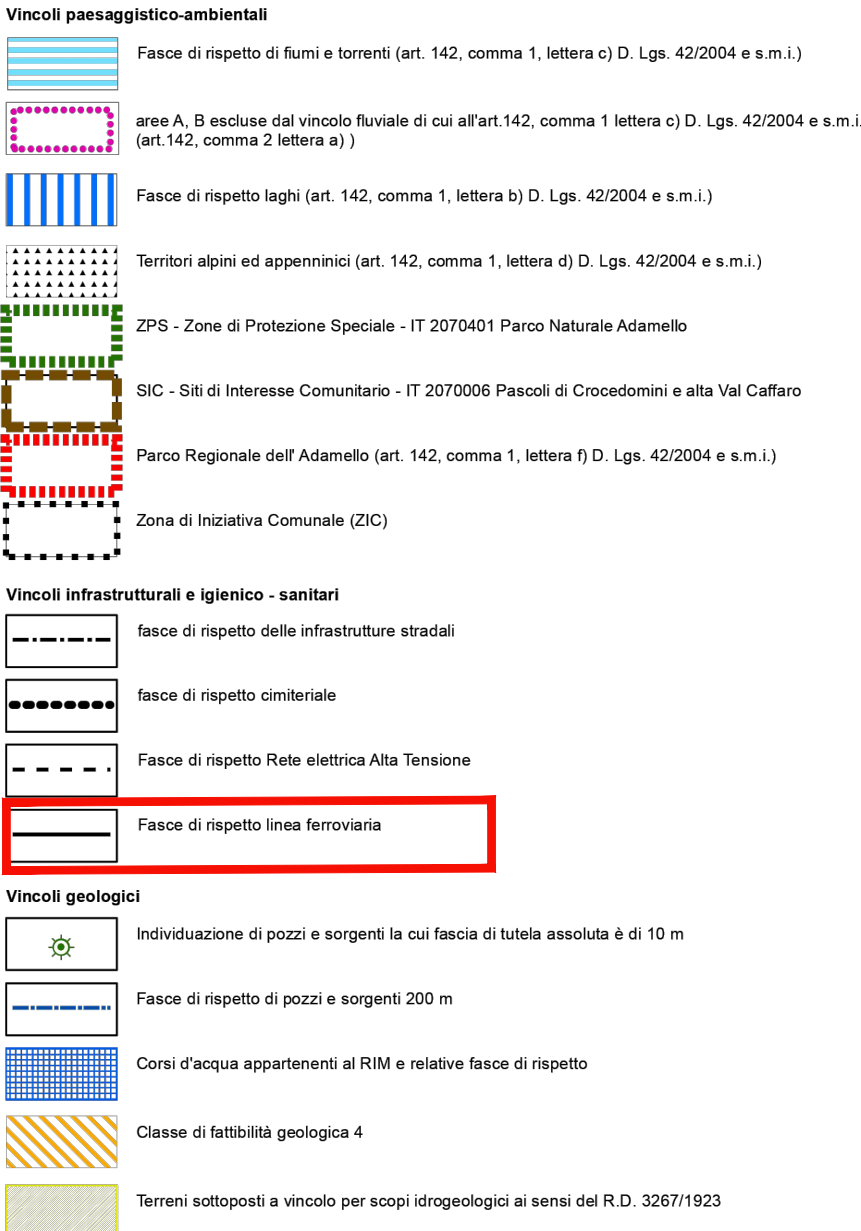 Vincoli paesaggistico-ambientali
Fasce di rispetto di fiumi e torrenti (art. 142, comma 1, lettera c) D. Lgs. 42/2004 e s.m.i.)
aree A, B escluse dal vincolo fluviale di cui all'art.142, comma 1 lettera c) D. Lgs. 42/2004 e s.m.i.
(art.142, comma 2 lettera a) )
Fasce di rispetto laghi (art. 142, comma 1, lettera b) D. Lgs. 42/2004 e s.m.i.)
Territori alpini ed appenninici (art. 142, comma 1, lettera d) D. Lgs. 42/2004 e s.m.i.)
ZPS - Zone di Protezione Speciale - IT 2070401 Parco Naturale Adamello
SIC - Siti di Interesse Comunitario - IT 2070006 Pascoli di Crocedomini e alta Val Caffaro
Parco Regionale dell' Adamello (art. 142, comma 1, lettera f) D. Lgs. 42/2004 e s.m.i.)
Zona di Iniziativa Comunale (ZIC)
Vincoli infrastrutturali e igienico - sanitari
fasce di rispetto delle infrastrutture stradali
fasce di rispetto cimiteriale
Fasce di rispetto Rete elettrica Alta Tensione
Fasce di rispetto linea ferroviaria
Vincoli geologici
Individuazione di pozzi e sorgenti la cui fascia di tutela assoluta è di 10 m
Fasce di rispetto di pozzi e sorgenti 200 m
Corsi d'acqua appartenenti al RIM e relative fasce di rispetto
Classe di fattibilità geologica 4
Terreni sottoposti a vincolo per scopi idrogeologici ai sensi del R.D. 3267/1923